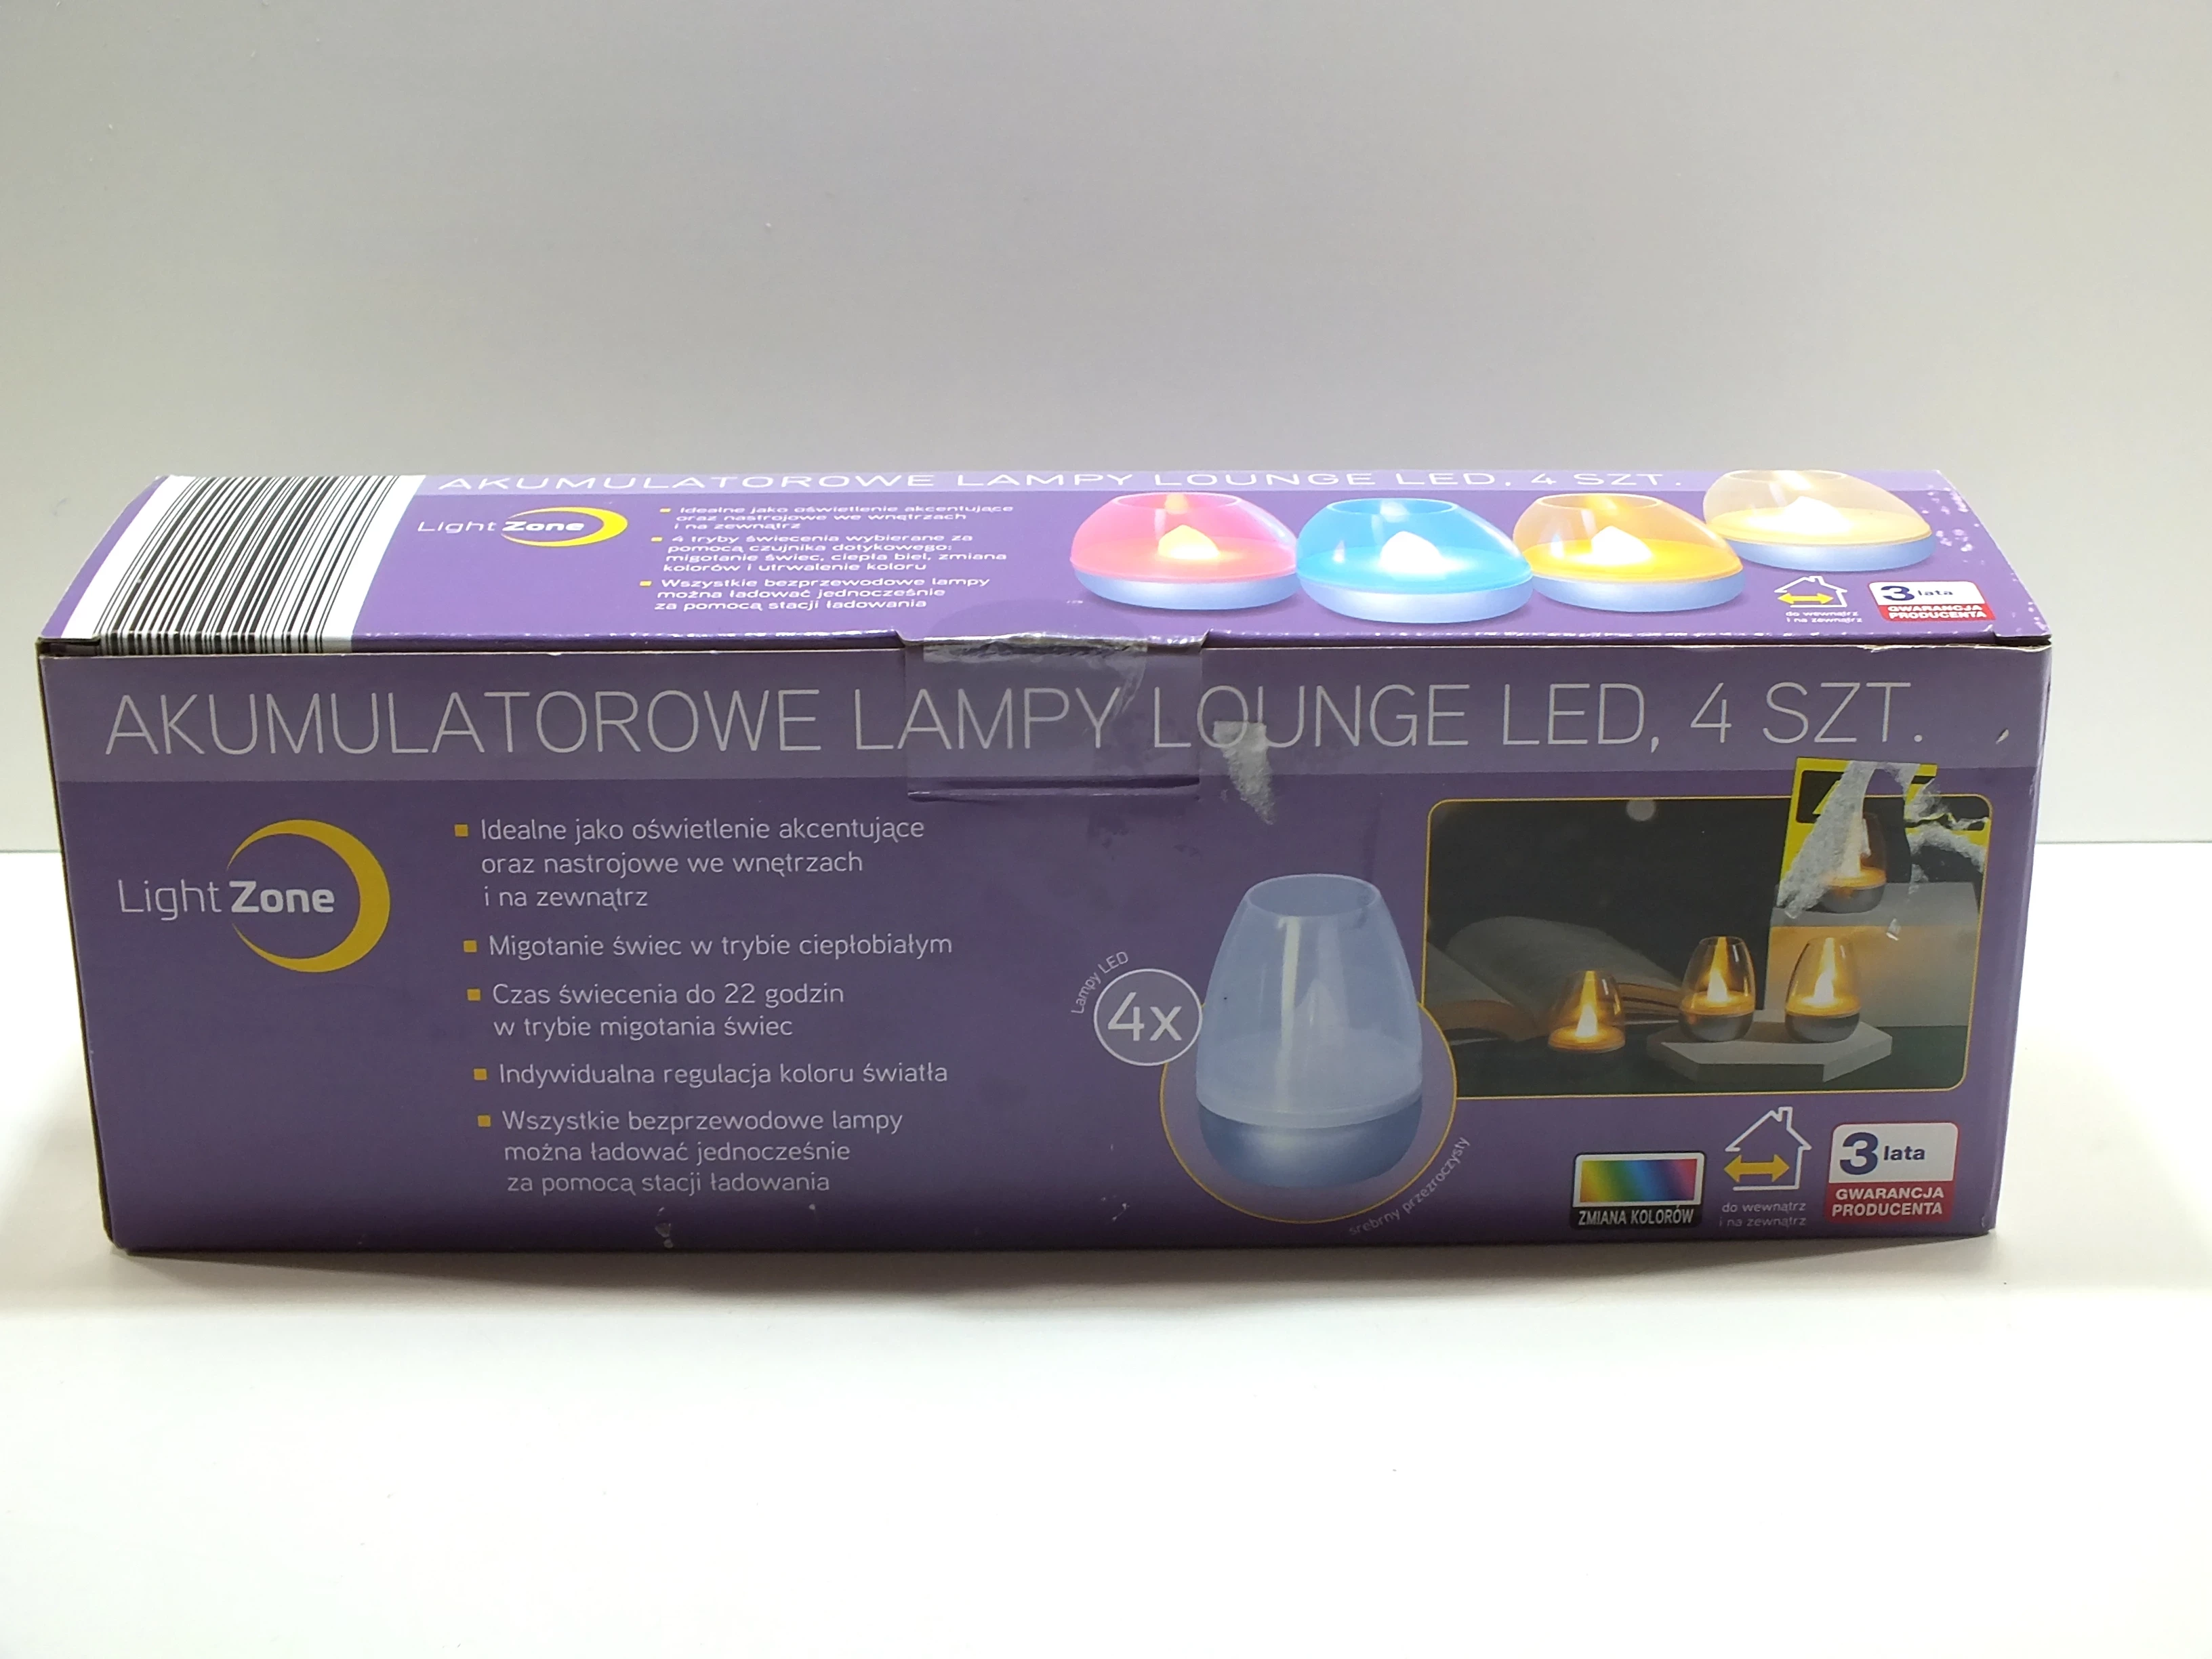 AKUMULATOROWE LAMPY LOUNGE LED, 4 SZT.
Light Zone
Idealne jako oświetlenie akcentujące
oraz nastrojowe we wnętrzach
i na zewnątrz
4 tryby świecenia wybierane za
pomocą czujnika dotykowego:
migotanie świec, ciepła biel, zmiana
kolorów i utrwalenie koloru
Wszystkie bezprzewodowe lampy
można ładować jednocześnie
za pomocą stacji ładowania
do wewnątrz
i na zewnątrz
3 lata
GWARANCJA
PRODUCENTA
AKUMULATOROWE LAMPY LOUNGE LED, 4 SZT.
Light Zone
Idealne jako oświetlenie akcentujące
oraz nastrojowe we wnętrzach
i na zewnątrz
Migotanie świec w trybie ciepłobiałym
Czas świecenia do 22 godzin
w trybie migotania świec
Indywidualna regulacja koloru światła
Wszystkie bezprzewodowe lampy
można ładować jednocześnie
za pomocą stacji ładowania
Lampy LED
4x
srebrny przezroczysty
ZMIANA KOLORÓW
do wewnątrz
i na zewnątrz
3 lata
GWARANCJA
PRODUCENTA